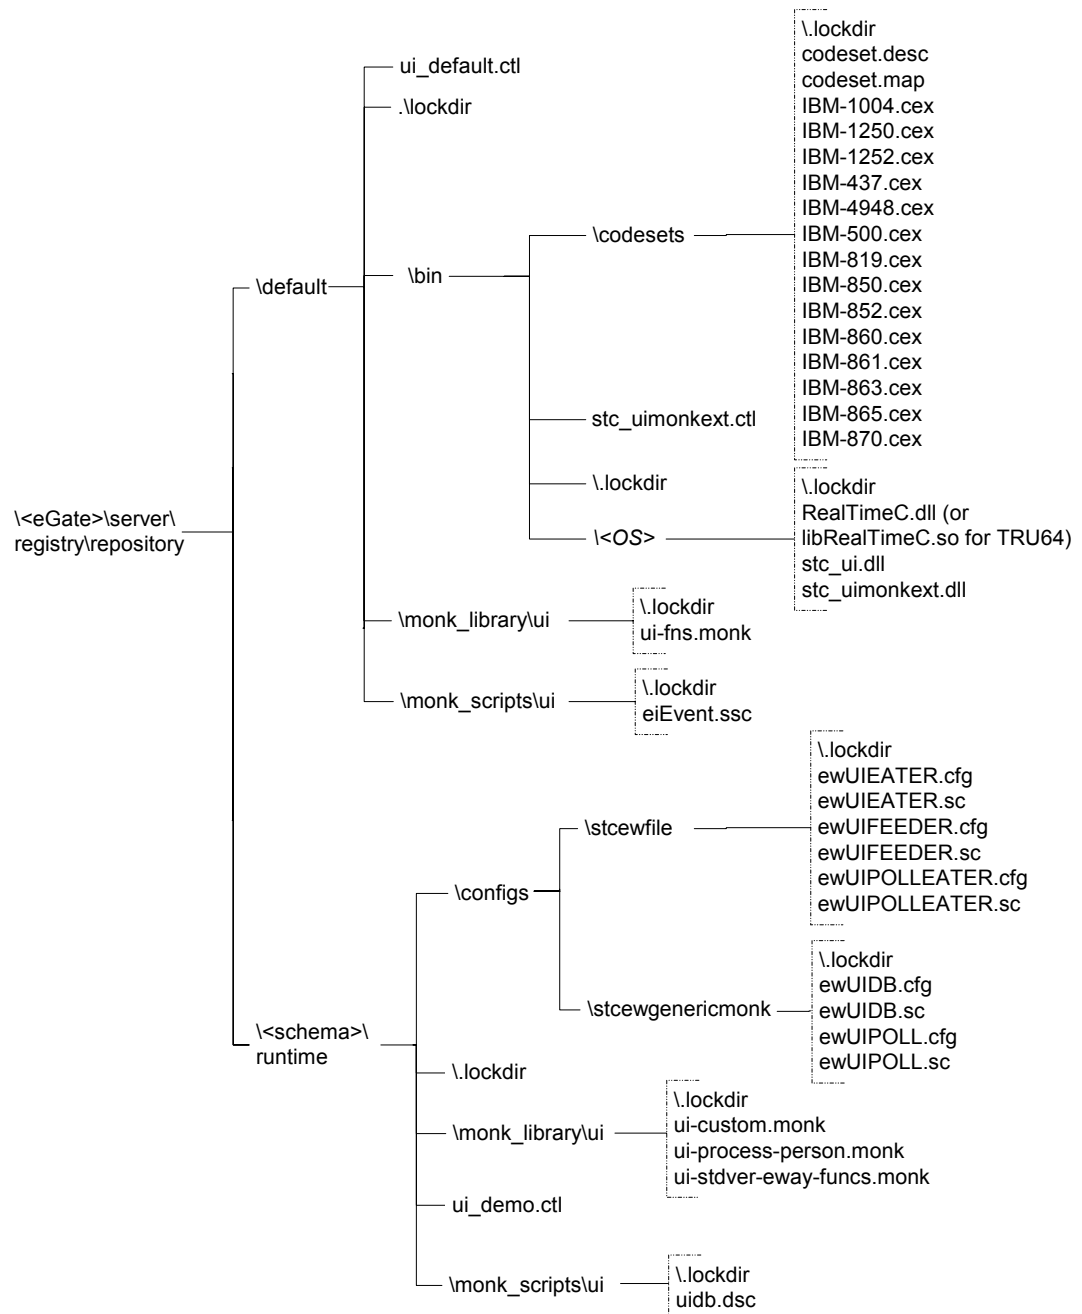 \<eGate>\server\
registry\repository
\default
ui_default.ctl
.\lockdir
\bin
\codesets
\.lockdir
codeset.desc
codeset.map
IBM-1004.cex
IBM-1250.cex
IBM-1252.cex
IBM-437.cex
IBM-4948.cex
IBM-500.cex
IBM-819.cex
IBM-850.cex
IBM-852.cex
IBM-860.cex
IBM-861.cex
IBM-863.cex
IBM-865.cex
IBM-870.cex
stc_uimonkext.ctl
\.lockdir
\<OS>
\.lockdir
RealTimeC.dll (or
libRealTimeC.so for TRU64)
stc_ui.dll
stc_uimonkext.dll
\monk_library\ui
\.lockdir
ui-fns.monk
\monk_scripts\ui
\.lockdir
eiEvent.ssc
\<schema>\
runtime
\configs
\stcewfile
\.lockdir
ewUIEATER.cfg
ewUIEATER.sc
ewUIFEEDER.cfg
ewUIFEEDER.sc
ewUIPOLLEATER.cfg
ewUIPOLLEATER.sc
\stcewgenericmonk
\.lockdir
ewUIDB.cfg
ewUIDB.sc
ewUIPOLL.cfg
ewUIPOLL.sc
\.lockdir
\monk_library\ui
\.lockdir
ui-custom.monk
ui-process-person.monk
ui-stdver-eway-funcs.monk
ui_demo.ctl
\monk_scripts\ui
\.lockdir
uidb.dsc